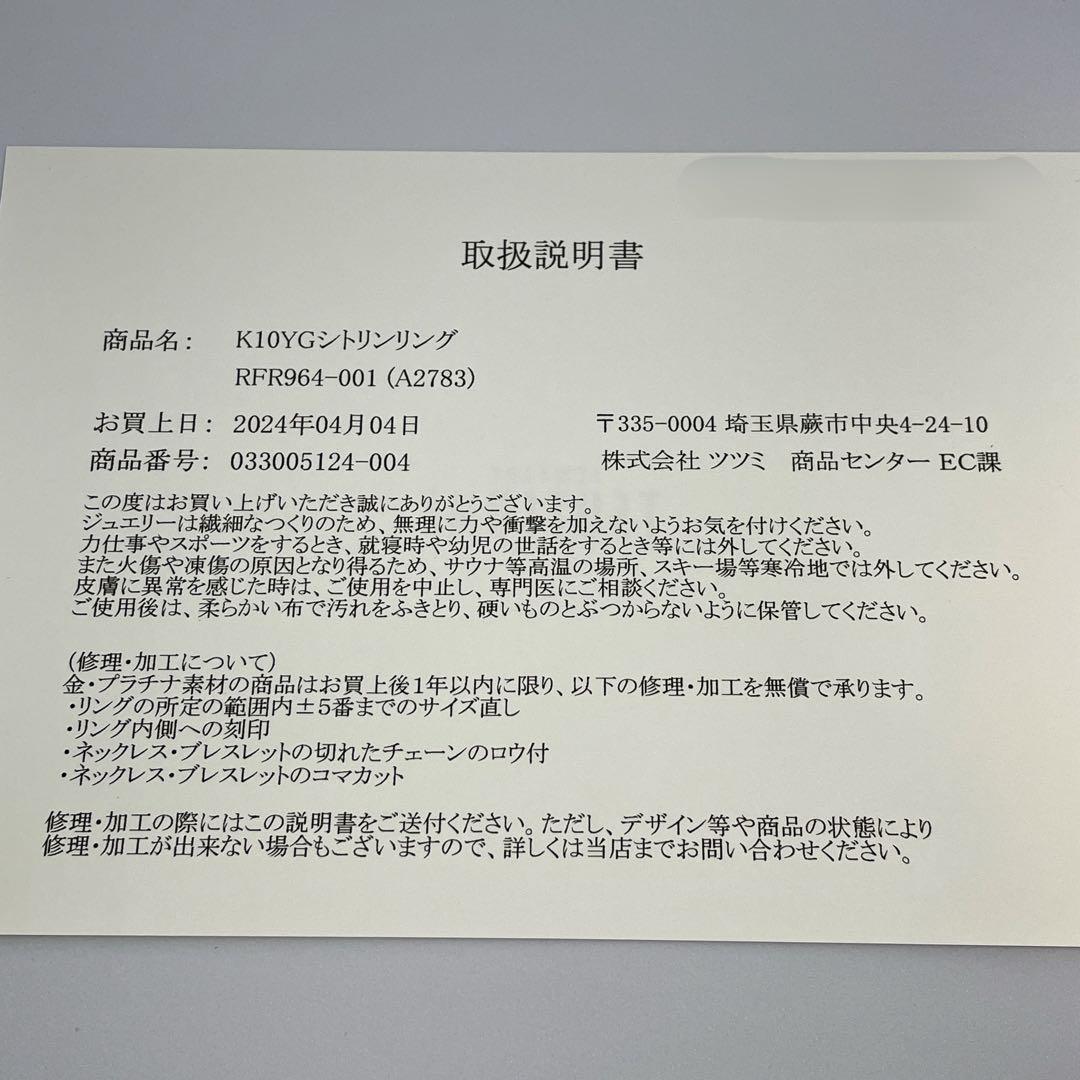 取扱説明書
商品名: K10YGシトリンリング
RFR964-001 (A2783)
お買上日: 2024年04月04日 〒335-0004 埼玉県蕨市中央4-24-10
商品番号: 033005124-004 株式会社 ツツミ 商品センター EC課
この度はお買い上げいただき誠にありがとうございます。
ジュエリーは繊細なつくりのため、無理に力や衝撃を加えないようお気を付けください。
力仕事やスポーツをするとき、就寝時や幼児の世話をするとき等には外してください。
また火傷や凍傷の原因となり得るため、サウナ等高温の場所、スキー場等寒冷地では外してください。
皮膚に異常を感じた時は、ご使用を中止し、専門医にご相談ください。
ご使用後は、柔らかい布で汚れをふきとり、硬いものとぶつからないように保管してください。
(修理・加工について)
金・プラチナ素材の商品はお買上後1年以内に限り、以下の修理・加工を無償で承ります。
・リングの所定の範囲内±5番までのサイズ直し
・リング内側への刻印
・ネックレス・ブレスレットの切れたチェーンのロウ付
・ネックレス・ブレスレットのコマカット
修理・加工の際にはこの説明書をご送付ください。ただし、デザイン等や商品の状態により
修理・加工が出来ない場合もございますので、詳しくは当店までお問い合わせください。